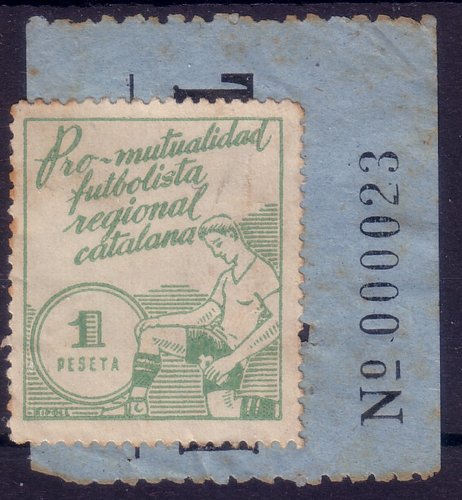 Pro-mutualidad
futbolista
regional
catalana
1
PESETA
Nº 000023